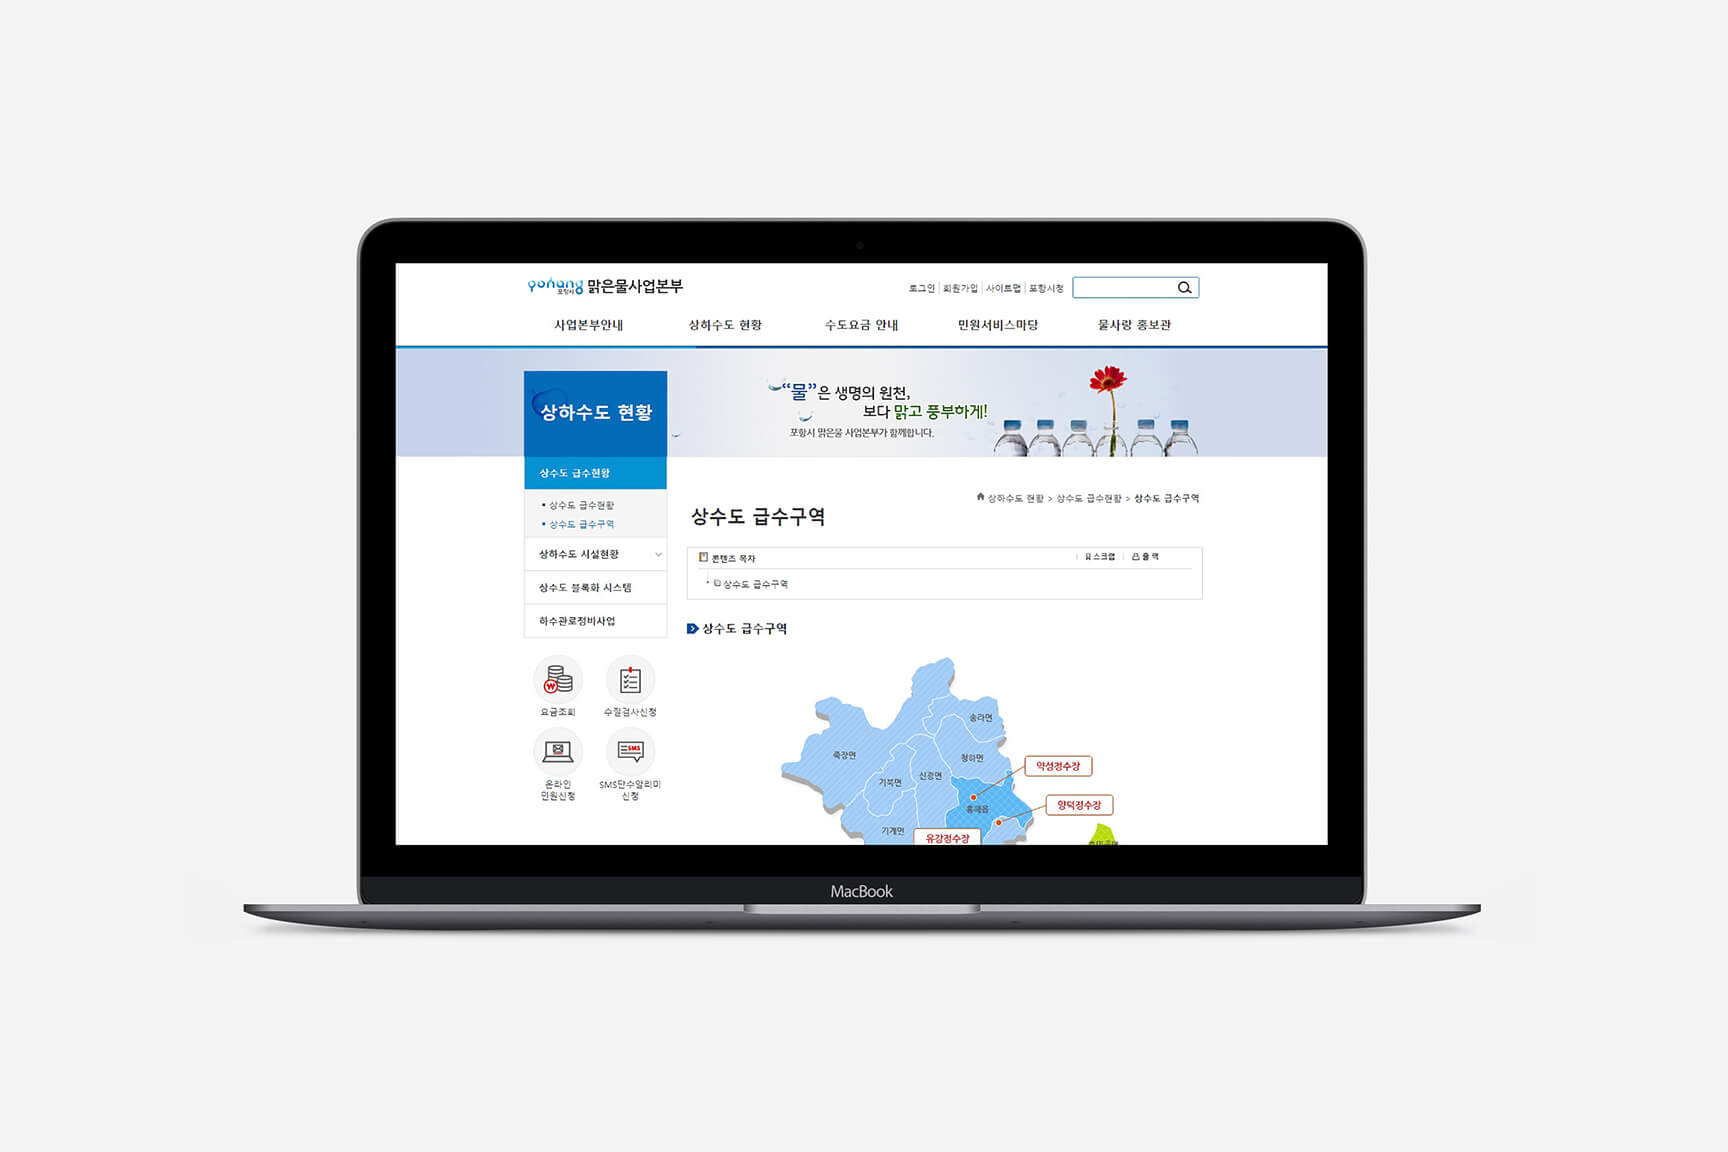 pohang 포항시 맑은물사업본부
로그인 회원가입 사이트맵 포항시청
사업본부안내 상하수도 현황 수도요금 안내 민원서비스마당 물사랑 홍보관
상하수도 현황
“물”은 생명의 원천,
보다 맑고 풍부하게!
포항시 맑은물 사업본부가 함께합니다.
상수도 급수현황
상수도 급수현황
상수도 급수구역
상하수도 시설현황
상수도 블록화 시스템
하수관로정비사업
요금조회
수질검사신청
SMS
온라인
민원신청
SMS단수알리미
신청
상하수도 현황 > 상수도 급수현황 > 상수도 급수구역
상수도 급수구역
콘텐츠 목차
스크랩 출력
상수도 급수구역
상수도 급수구역
송라면
죽장면
청하면
기북면
신광면
약성정수장
흥해읍
양덕정수장
기계면
유강정수장
MacBook